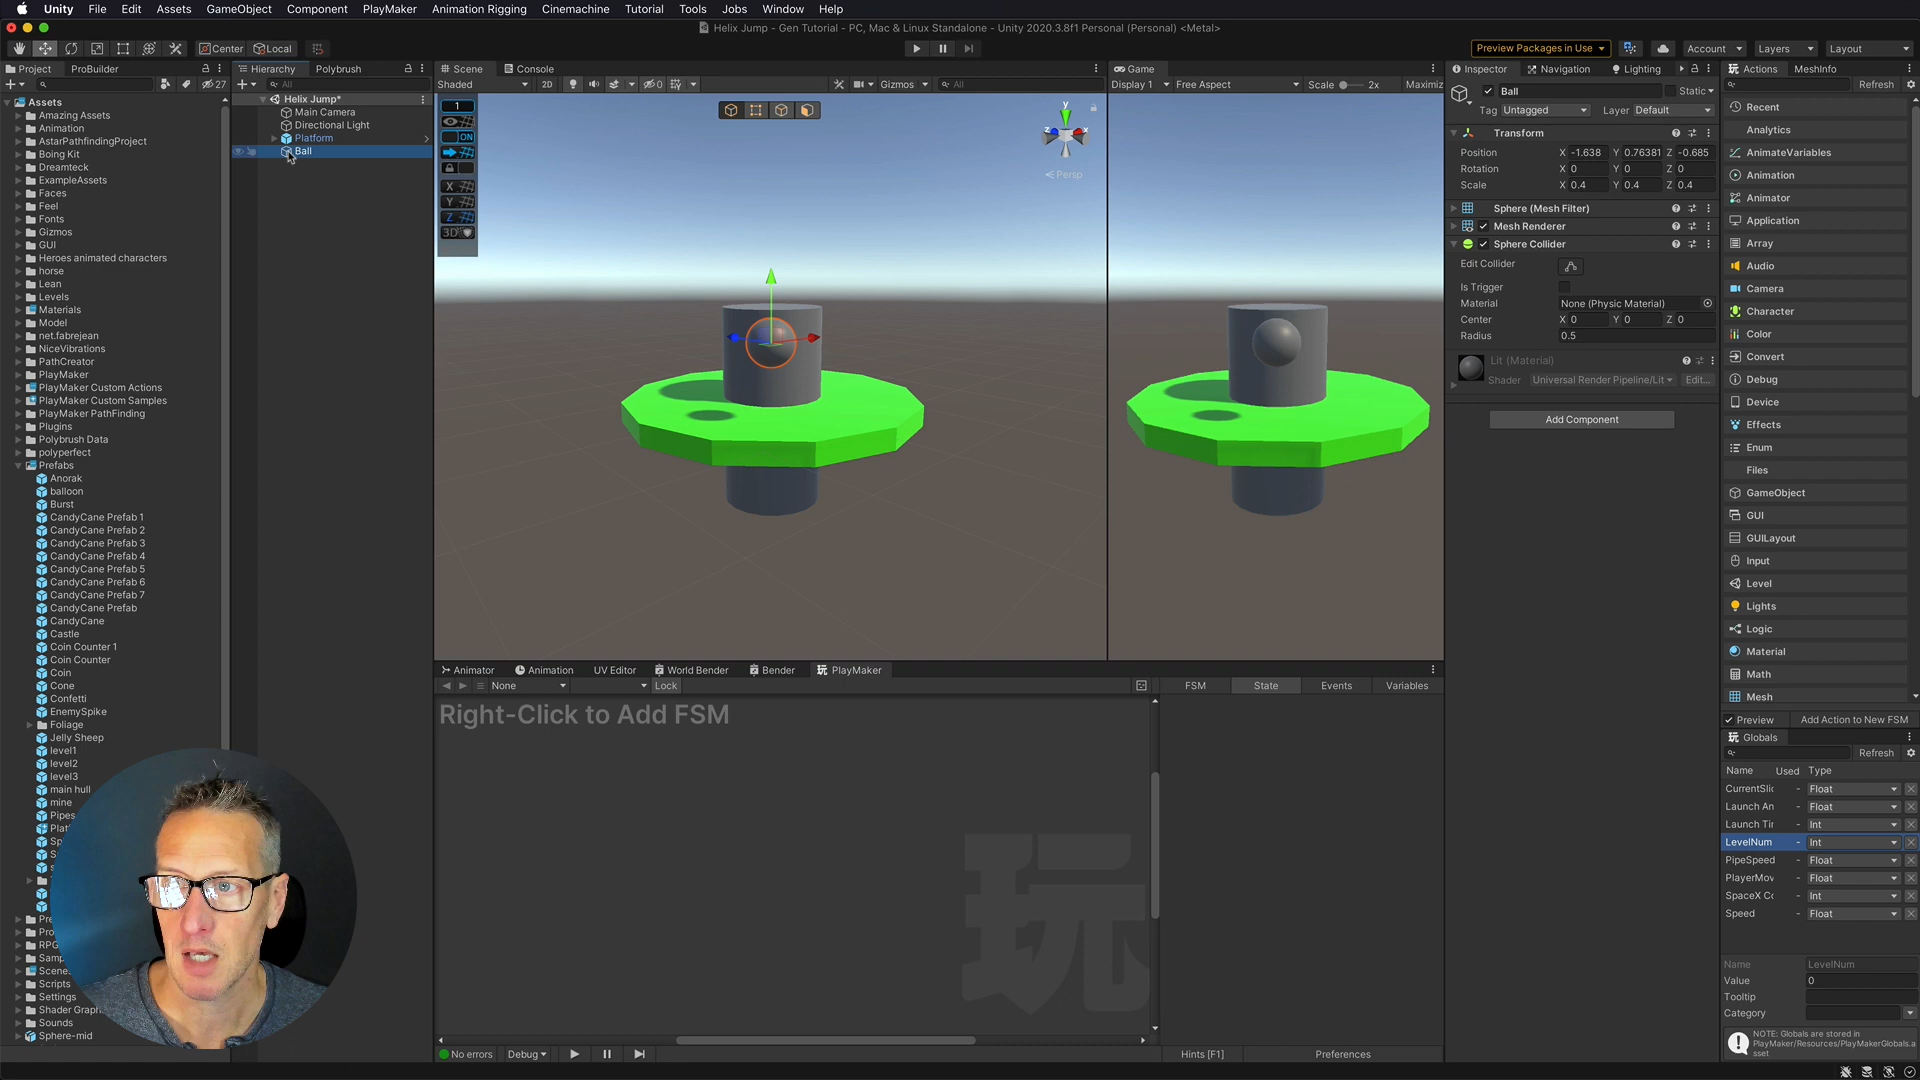 Unity File Edit Assets GameObject Component PlayMaker Animation Rigging Cinemachine Tutorial Tools Jobs Window Help
Helix Jump - Gen Tutorial - PC, Mac & Linux Standalone - Unity 2020.3.8f1 Personal (Personal) <Metal>
Center Local Preview Packages in Use Account Layers Layout
Project ProBuilder
27
Assets
Amazing Assets
Animation
AstarPathfindingProject
Boing Kit
Dreamteck
ExampleAssets
Faces
Feel
Fonts
Gizmos
GUI
Heroes animated characters
horse
Lean
Levels
Materials
Model
net.fabrejean
NiceVibrations
PathCreator
PlayMaker
PlayMaker Custom Actions
PlayMaker Custom Samples
PlayMaker PathFinding
Plugins
Polybrush Data
polyperfect
Prefabs
Anorak
balloon
Burst
CandyCane Prefab 1
CandyCane Prefab 2
CandyCane Prefab 3
CandyCane Prefab 4
CandyCane Prefab 5
CandyCane Prefab 6
CandyCane Prefab 7
CandyCane Prefab
CandyCane
Castle
Coin Counter 1
Coin Counter
Coin
Cone
Confetti
EnemySpike
Foliage
Jelly Sheep
level1
level2
level3
main hull
mine
Pipes
RPG
Scripts
Settings
Shader Grap
Sounds
Sphere-mid
Hierarchy Polybrush
All
Helix Jump*
Main Camera
Directional Light
Platform
Ball
Scene Console
Shaded 2D 0 Gizmos All
1
ON
X
Y
Z
3D
y
z x
Persp
Game
Display 1 Free Aspect Scale 2x Maximiz
Animator Animation UV Editor World Bender Bender PlayMaker
None Lock
FSM State Events Variables
Right-Click to Add FSM
玩
No errors Debug Hints [F1] Preferences
Inspector Navigation Lighting
Ball Static
Tag Untagged Layer Default
Transform
Position X -1.638 Y 0.76381 Z -0.685
Rotation X 0 Y 0 Z 0
Scale X 0.4 Y 0.4 Z 0.4
Sphere (Mesh Filter)
Mesh Renderer
Sphere Collider
Edit Collider
Is Trigger
Material None (Physic Material)
Center X 0 Y 0 Z 0
Radius 0.5
Lit (Material)
Shader Universal Render Pipeline/Lit Edit...
Add Component
Actions MeshInfo
Refresh
Recent
Analytics
AnimateVariables
Animation
Animator
Application
Array
Audio
Camera
Character
Color
Convert
Debug
Device
Effects
Enum
Files
GameObject
GUI
GUILayout
Input
Level
Lights
Logic
Material
Math
Mesh
Preview Add Action to New FSM
Globals
Refresh
Name Used Type
CurrentSli - Float
Launch An - Float
Launch Ti - Int
LevelNum - Int
PipeSpeed - Float
PlayerMov - Float
SpaceX Co - Int
Speed - Float
Name LevelNum
Value 0
Tooltip
Category
NOTE: Globals are stored in
PlayMaker/Resources/PlayMakerGlobals.a
sset